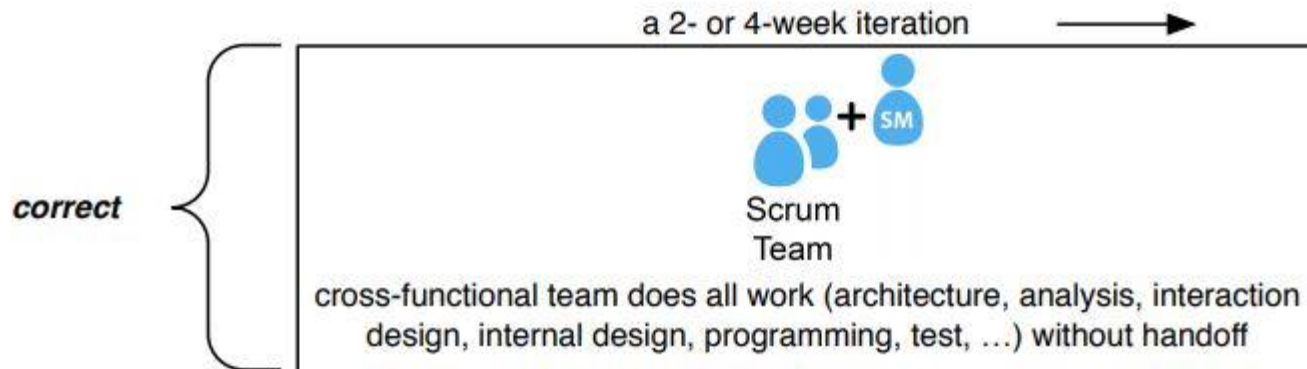 a 2- or 4-week iteration
SM
correct
Scrum
Team
cross-functional team does all work (architecture, analysis, interaction
design, internal design, programming, test, …) without handoff